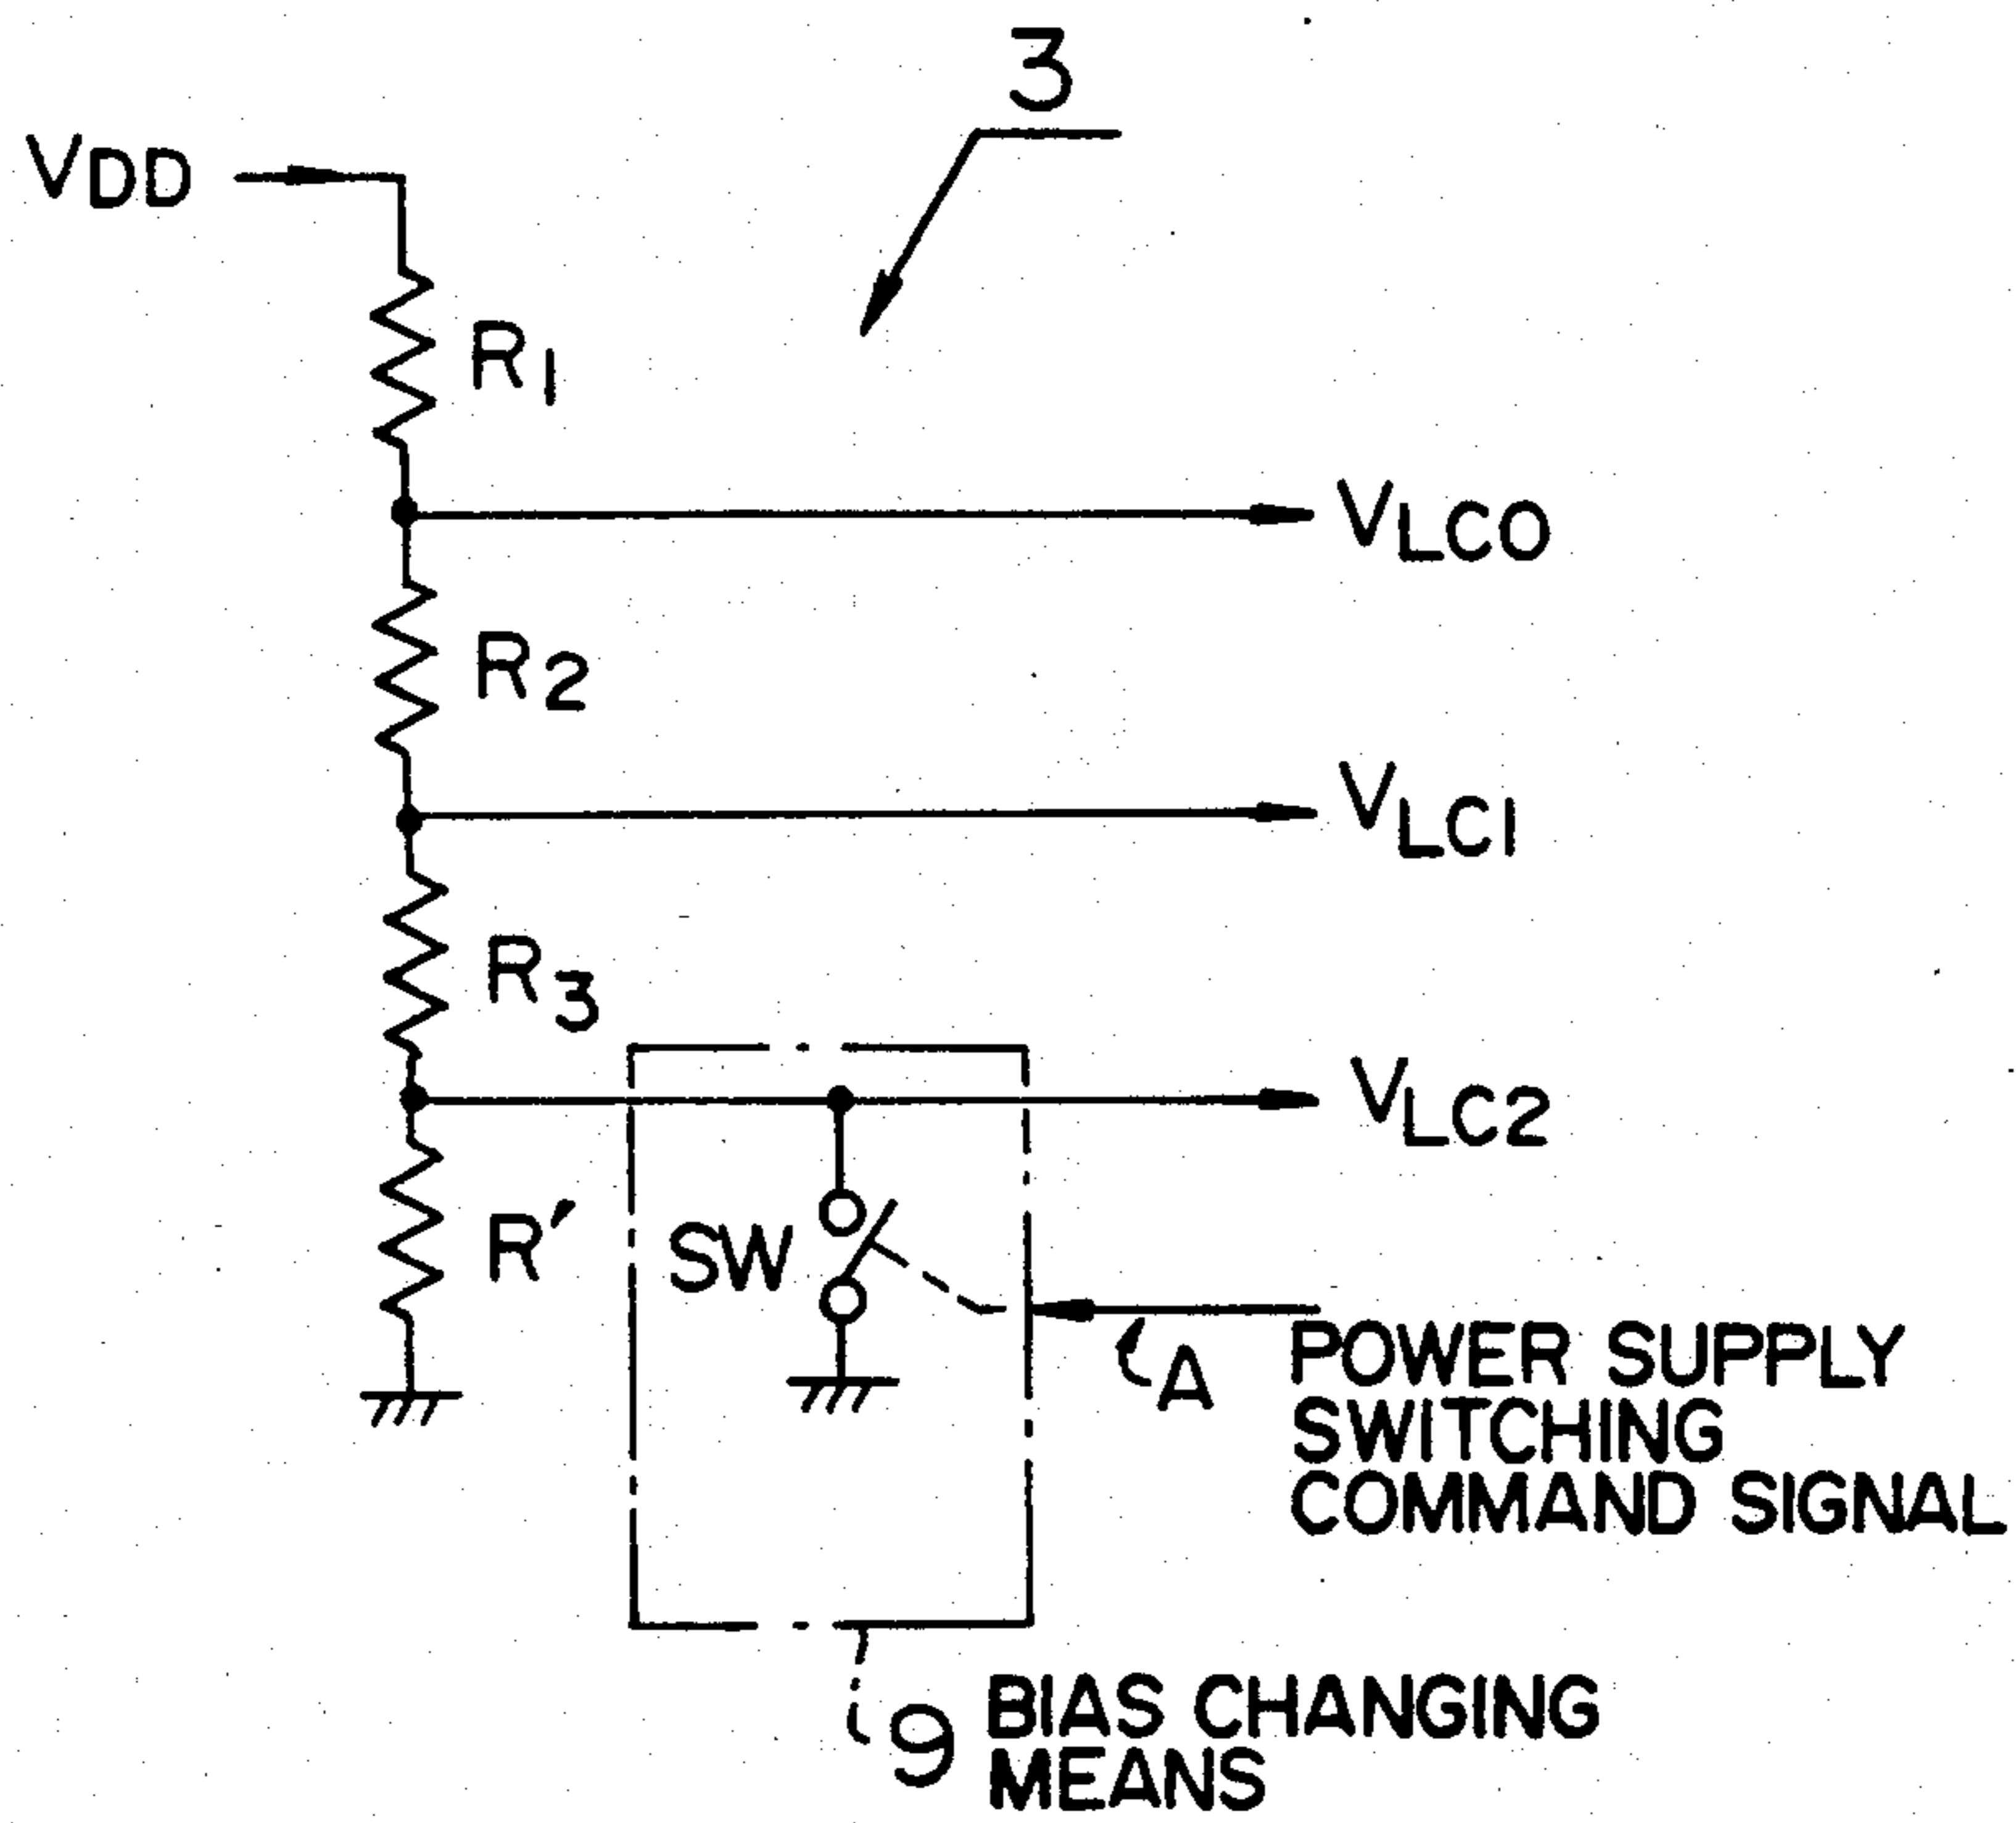 3
VDD
R1
VLC0
R2
VLC1
R3
VLC2
R′
SW
A
POWER SUPPLY
SWITCHING
COMMAND SIGNAL
9
BIAS CHANGING
MEANS